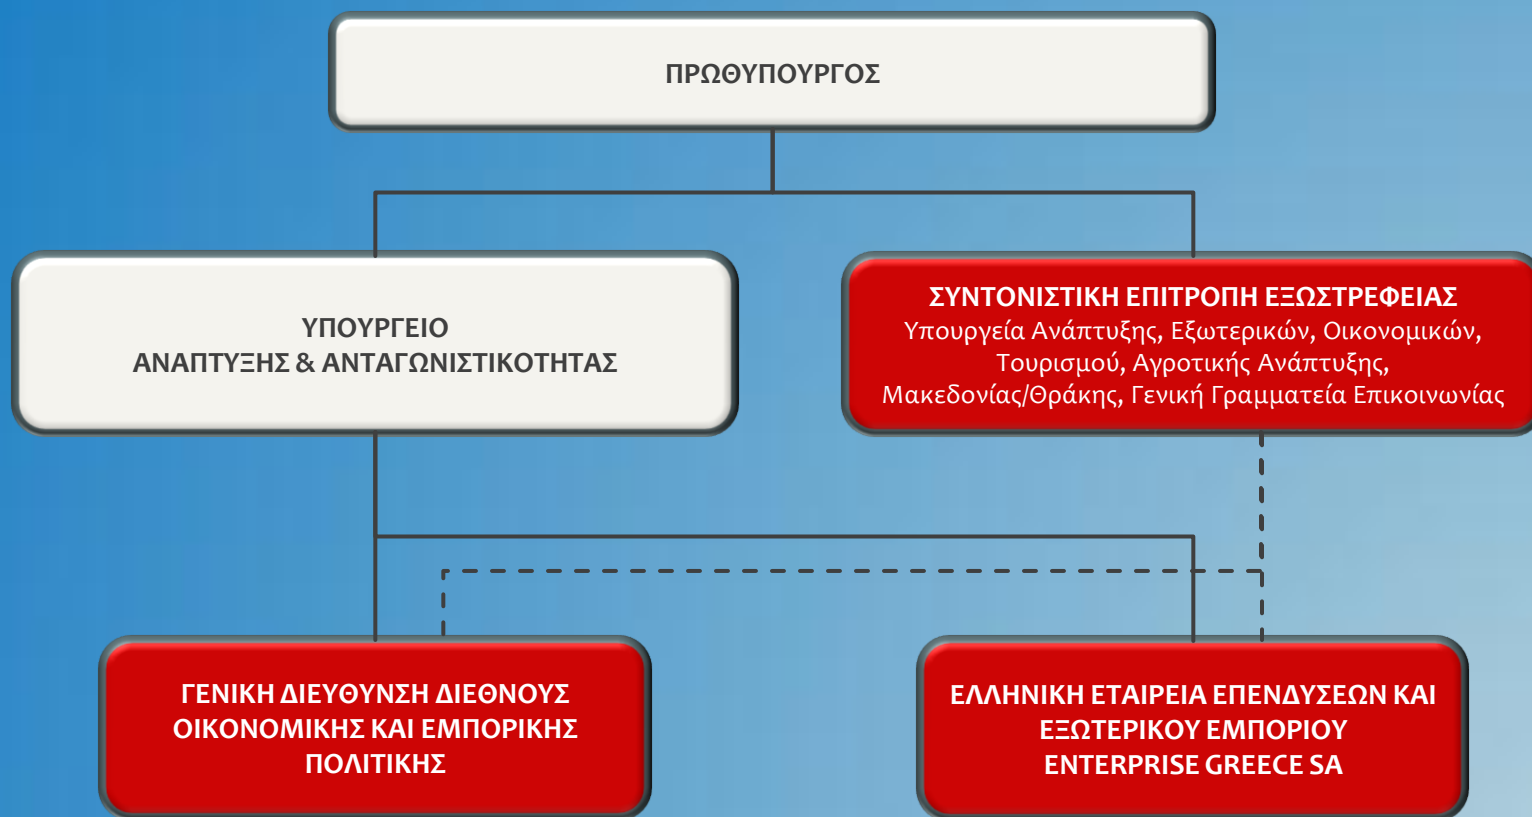 ΠΡΩΘΥΠΟΥΡΓΟΣ
ΥΠΟΥΡΓΕΙΟ
ΑΝΑΠΤΥΞΗΣ & ΑΝΤΑΓΩΝΙΣΤΙΚΟΤΗΤΑΣ
ΣΥΝΤΟΝΙΣΤΙΚΗ ΕΠΙΤΡΟΠΗ ΕΞΩΣΤΡΕΦΕΙΑΣ
Υπουργεία Ανάπτυξης, Εξωτερικών, Οικονομικών,
Τουρισμού, Αγροτικής Ανάπτυξης,
Μακεδονίας/Θράκης, Γενική Γραμματεία Επικοινωνίας
ΓΕΝΙΚΗ ΔΙΕΥΘΥΝΣΗ ΔΙΕΘΝΟΥΣ
ΟΙΚΟΝΟΜΙΚΗΣ ΚΑΙ ΕΜΠΟΡΙΚΗΣ
ΠΟΛΙΤΙΚΗΣ
ΕΛΛΗΝΙΚΗ ΕΤΑΙΡΕΙΑ ΕΠΕΝΔΥΣΕΩΝ ΚΑΙ
ΕΞΩΤΕΡΙΚΟΥ ΕΜΠΟΡΙΟΥ
ENTERPRISE GREECE SA